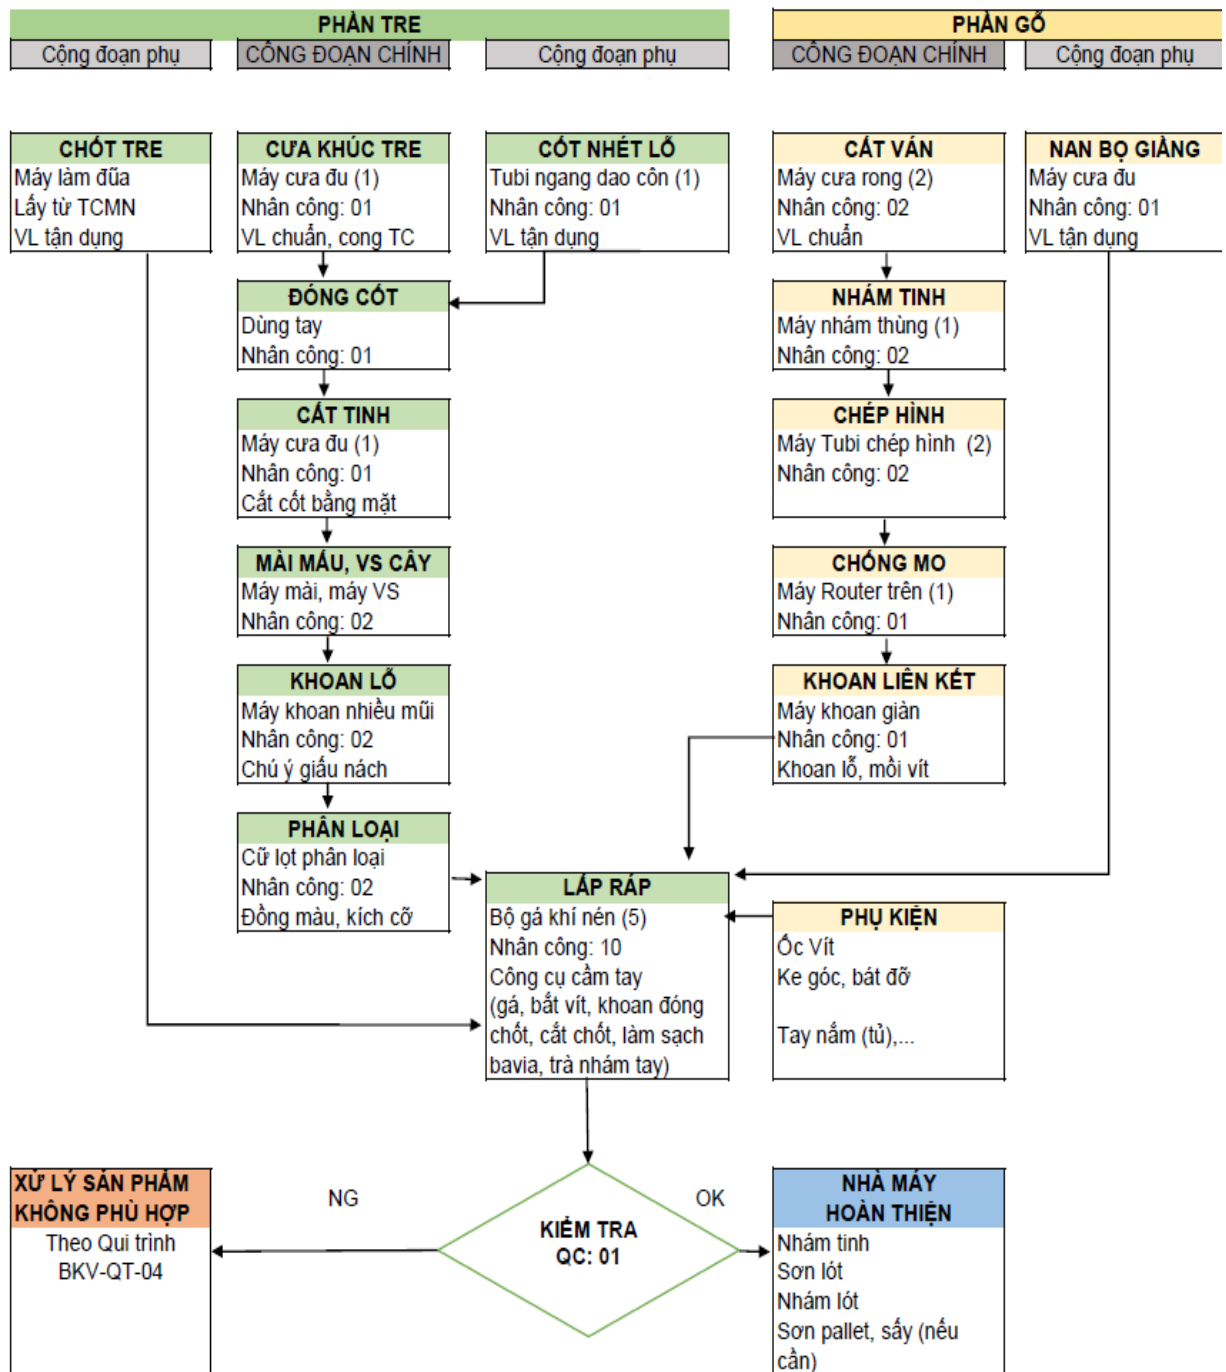 PHẦN TRE
PHẦN GỖ
Cộng đoạn phụ
CÔNG ĐOẠN CHÍNH
Cộng đoạn phụ
CÔNG ĐOẠN CHÍNH
Cộng đoạn phụ
CHỐT TRE
Máy làm đũa
Lấy từ TCMN
VL tận dụng
CƯA KHÚC TRE
Máy cưa đu (1)
Nhân công: 01
VL chuẩn, cong TC
CỐT NHÉT LỖ
Tubi ngang dao côn (1)
Nhân công: 01
VL tận dụng
CẮT VÁN
Máy cưa rong (2)
Nhân công: 02
VL chuẩn
NAN BỌ GIẰNG
Máy cưa đu
Nhân công: 01
VL tận dụng
ĐÓNG CỐT
Dùng tay
Nhân công: 01
NHÁM TINH
Máy nhám thùng (1)
Nhân công: 02
CẮT TINH
Máy cưa đu (1)
Nhân công: 01
Cắt cốt bằng mặt
CHÉP HÌNH
Máy Tubi chép hình (2)
Nhân công: 02
MÀI MẤU, VS CÂY
Máy mài, máy VS
Nhân công: 02
CHỐNG MO
Máy Router trên (1)
Nhân công: 01
KHOAN LỖ
Máy khoan nhiều mũi
Nhân công: 02
Chú ý giấu nách
KHOAN LIÊN KẾT
Máy khoan giàn
Nhân công: 01
Khoan lỗ, mồi vít
PHÂN LOẠI
Cữ lọt phân loại
Nhân công: 02
Đồng màu, kích cỡ
LẮP RÁP
Bộ gá khí nén (5)
Nhân công: 10
Công cụ cầm tay
(gá, bắt vít, khoan đóng
chốt, cắt chốt, làm sạch
bavia, trà nhám tay)
PHỤ KIỆN
Ốc Vít
Ke góc, bát đỡ
Tay nắm (tủ),...
XỬ LÝ SẢN PHẨM
KHÔNG PHÙ HỢP
Theo Qui trình
BKV-QT-04
NG
KIỂM TRA
QC: 01
OK
NHÀ MÁY
HOÀN THIỆN
Nhám tinh
Sơn lót
Nhám lót
Sơn pallet, sấy (nếu
cần)